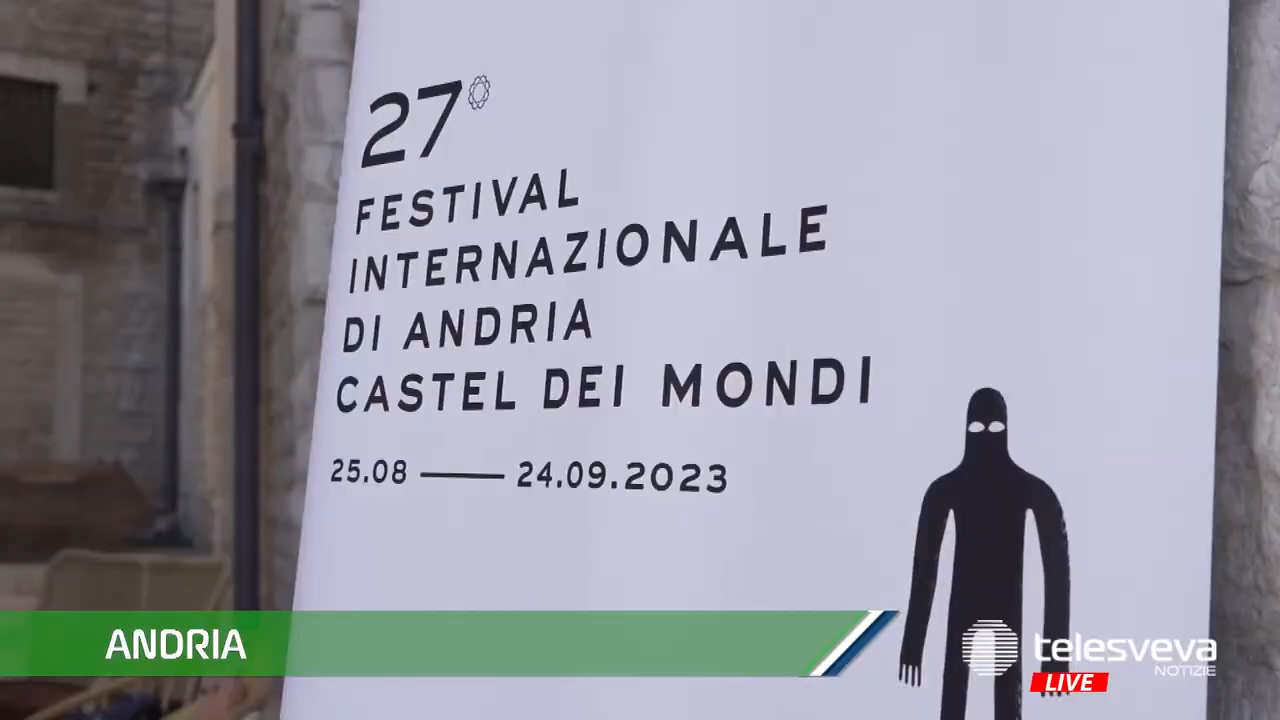 27°
FESTIVAL
INTERNAZIONALE
DI ANDRIA
CASTEL DEI MONDI
25.08 — 24.09.2023
ANDRIA
telesveva
NOTIZIE
LIVE